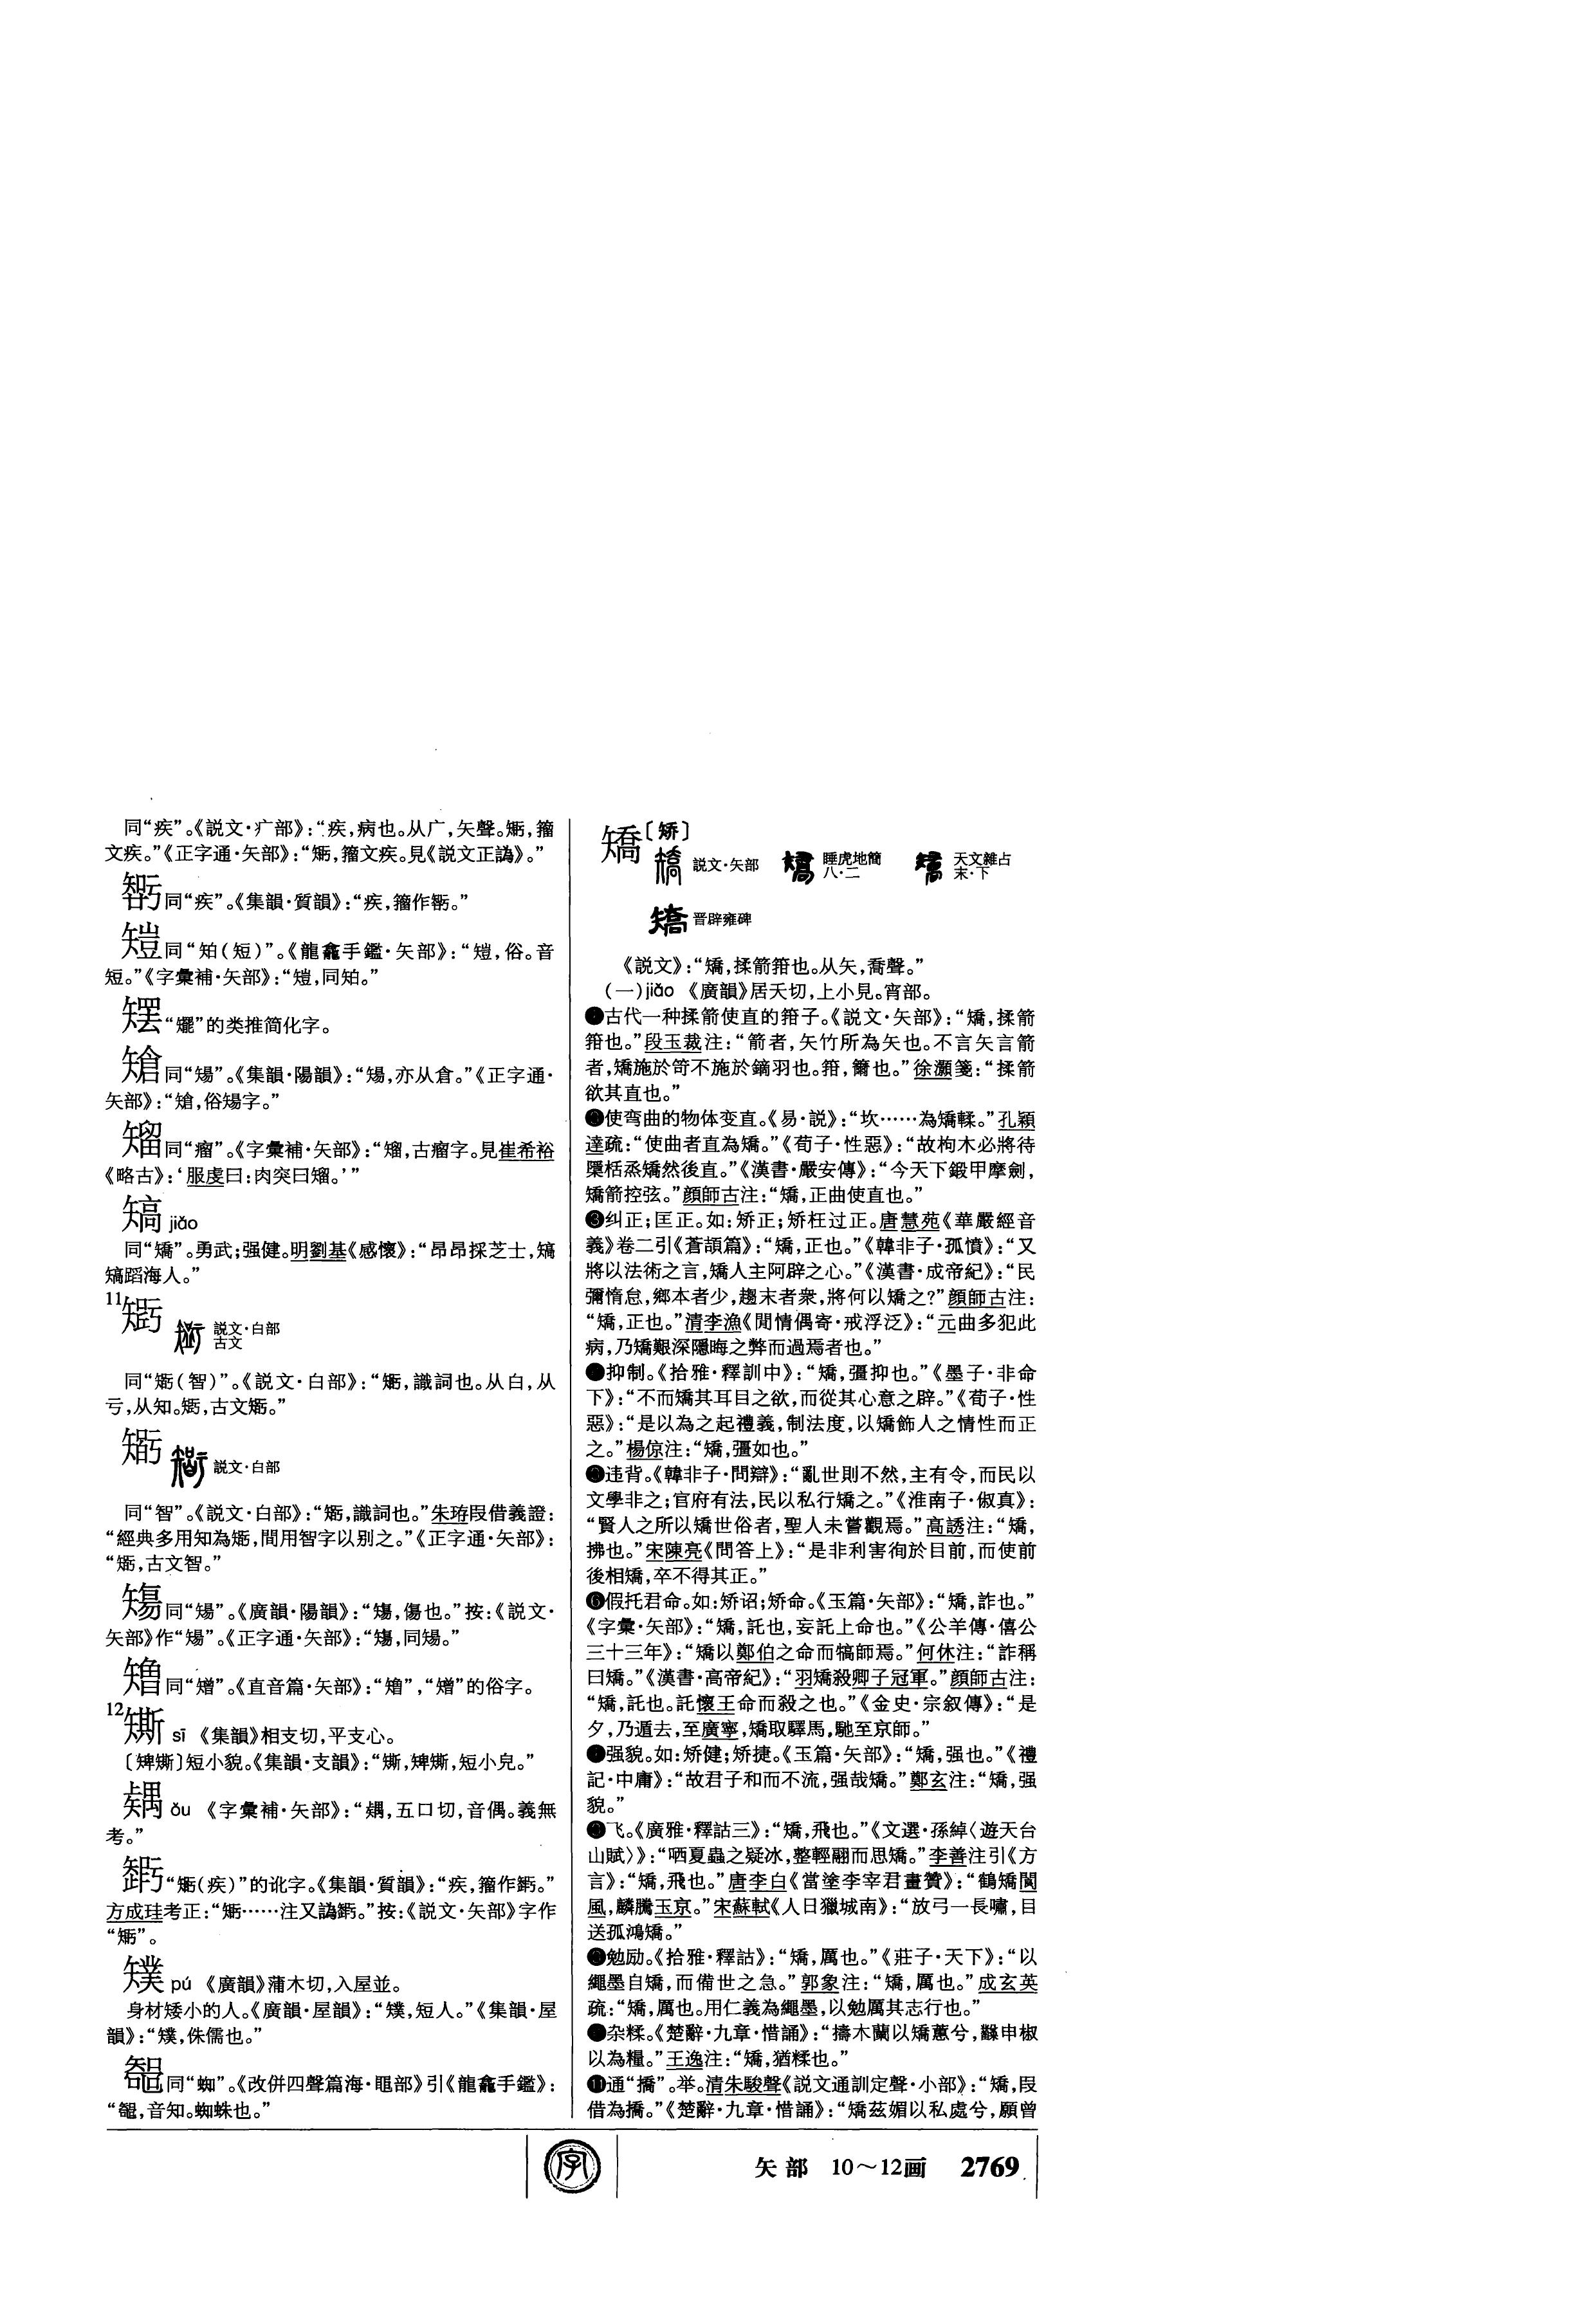 同“疾”。《説文·疒部》:“疾,病也。从疒,矢聲。,籀
文疾。”《正字通·矢部》:“,籀文疾。見《説文正譌》。”
同“疾”。《集韻·質韻》:“疾,籀作。”
同“(短)”。《龍龕手鑑·矢部》:“,俗。音
短。”《字彙補·矢部》:“,同。”
“”的类推简化字。
同“𥏫”。《集韻·陽韻》:“,亦从倉。”《正字通·
矢部》:“,俗字。”
同“瘤”。《字彙補·矢部》:“,古瘤字。見崔希裕
《略古》:‘服虔曰:肉突曰。’”
jiǎo
同“矯”。勇武;强健。明劉基《感懷》:“昂昂採芝士,
蹈海人。”
11
説文·白部
古文
同“(智)”。《説文·白部》:“,識詞也。从白,从
亏,从知。,古文。”
説文·白部
同“智”。《説文·白部》:“,識詞也。”朱珔叚借義證:
“經典多用知為,間用智字以别之。”《正字通·矢部》:
“,古文智。”
同“”。《廣韻·陽韻》:“,傷也。”按:《説文·
矢部》作“”。《正字通·矢部》:“,同。”
同“矰”。《直音篇·矢部》:“”,“矰”的俗字。
12
sī 《集韻》相支切,平支心。
〔〕短小貌。《集韻·支韻》:“,,短小皃。”
ǒu 《字彙補·矢部》:“,五口切,音偶。義無
考。”
“(疾)”的讹字。《集韻·質韻》:“疾,籀作。”
方成珪考正:“……注又譌。”按:《説文·矢部》字作
“”。
pú 《廣韻》蒲木切,入屋並。
身材矮小的人。《廣韻·屋韻》:“,短人。”《集韻·屋
韻》:“,侏儒也。”
同“蜘”。《改併四聲篇海·黽部》引《龍龕手鑑》:
“,音知。蜘蛛也。”
矯〔矫〕
説文·矢部 睡虎地簡
八·二 天文雜占
末·下
晋辟雍碑
《説文》:“矯,揉箭箝也。从矢,喬聲。”
(一)jiǎo 《廣韻》居夭切,上小見。宵部。
❶古代一种揉箭使直的箝子。《説文·矢部》:“矯,揉箭
箝也。”段玉裁注:“箭者,矢竹所為矢也。不言矢言箭
者,矯施於笴不施於鏑羽也。箝,籋也。”徐灝箋:“揉箭
欲其直也。”
❷使弯曲的物体变直。《易·説》:“坎……為矯輮。”孔穎
達疏:“使曲者直為矯。”《荀子·性惡》:“故枸木必將待
檃栝烝矯然後直。”《漢書·嚴安傳》:“今天下鍛甲摩劍,
矯箭控弦。”顔師古注:“矯,正曲使直也。”
❸纠正;匡正。如:矫正;矫枉过正。唐慧苑《華嚴經音
義》卷二引《蒼頡篇》:“矯,正也。”《韓非子·孤憤》:“又
將以法術之言,矯人主阿辟之心。”《漢書·成帝紀》:“民
彌惰怠,鄉本者少,趨末者衆,將何以矯之?”顔師古注:
“矯,正也。”清李漁《閒情偶寄·戒浮泛》:“元曲多犯此
病,乃矯艱深隱晦之弊而過焉者也。”
❹抑制。《拾雅·釋訓中》:“矯,彊抑也。”《墨子·非命
下》:“不而矯其耳目之欲,而從其心意之辟。”《荀子·性
惡》:“是以為之起禮義,制法度,以矯飾人之情性而正
之。”楊倞注:“矯,彊如也。”
❺违背。《韓非子·問辯》:“亂世則不然,主有令,而民以
文學非之;官府有法,民以私行矯之。”《淮南子·俶真》:
“賢人之所以矯世俗者,聖人未嘗觀焉。”高誘注:“矯,
拂也。”宋陳亮《問答上》:“是非利害徇於目前,而使前
後相矯,卒不得其正。”
❻假托君命。如:矫诏;矫命。《玉篇·矢部》:“矯,詐也。”
《字彙·矢部》:“矯,託也,妄託上命也。”《公羊傳·僖公
三十三年》:“矯以鄭伯之命而犒師焉。”何休注:“詐稱
曰矯。”《漢書·高帝紀》:“羽矯殺卿子冠軍。”顔師古注:
“矯,託也。託懷王命而殺之也。”《金史·宗叙傳》:“是
夕,乃遁去,至廣寧,矯取驛馬,馳至京師。”
❼强貌。如:矫健;矫捷。《玉篇·矢部》:“矯,强也。”《禮
記·中庸》:“故君子和而不流,强哉矯。”鄭玄注:“矯,强
貌。”
❽飞。《廣雅·釋詁三》:“矯,飛也。”《文選·孫綽〈遊天台
山賦〉》:“哂夏蟲之疑冰,整輕翮而思矯。”李善注引《方
言》:“矯,飛也。”唐李白《當塗李宰君畫贊》:“鶴矯閬
風,麟騰玉京。”宋蘇軾《人日獵城南》:“放弓一長嘯,目
送孤鴻矯。”
❾勉励。《拾雅·釋詁》:“矯,厲也。”《莊子·天下》:“以
繩墨自矯,而備世之急。”郭象注:“矯,厲也。”成玄英
疏:“矯,厲也。用仁義為繩墨,以勉厲其志行也。”
❿杂糅。《楚辭·九章·惜誦》:“擣木蘭以矯蕙兮,糳申椒
以為糧。”王逸注:“矯,猶糅也。”
⓫通“撟”。举。清朱駿聲《説文通訓定聲·小部》:“矯,叚
借為撟。”《楚辭·九章·惜誦》:“矯茲媚以私處兮,願曾
矢部 10～12画 2769